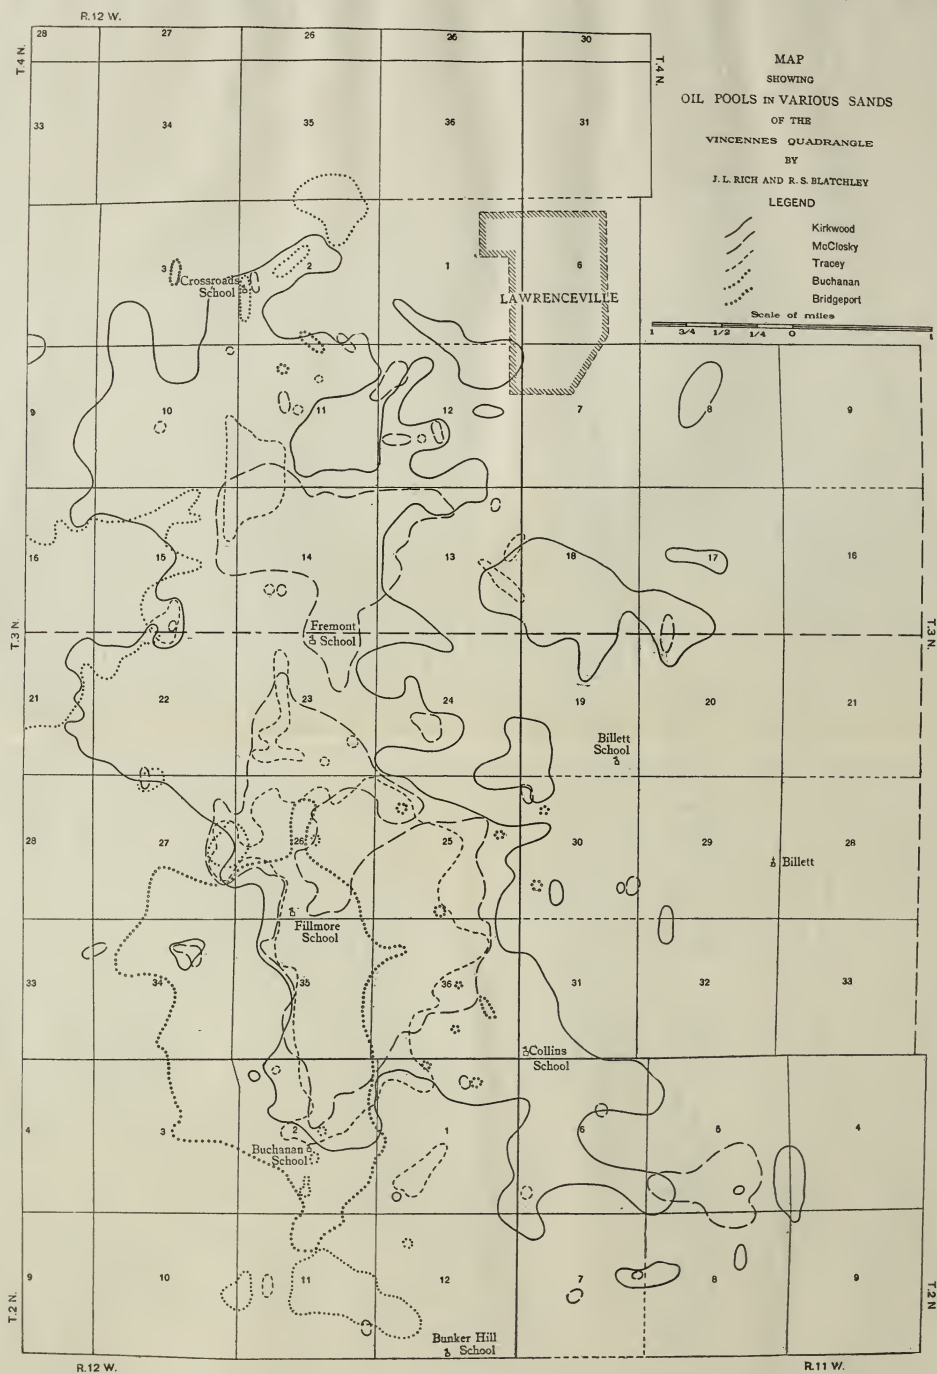 R.12 W.
28 27 26 26 30
T.4 N. T.4 N.
MAP
SHOWING
OIL POOLS IN VARIOUS SANDS
OF THE
VINCENNES QUADRANGLE
BY
J. L. RICH AND R. S. BLATCHLEY
LEGEND
Kirkwood
McClosky
Tracey
Buchanan
Bridgeport
Scale of miles
1 3/4 1/2 1/4 0 1
33 34 35 36 31
3 2 1 6
Crossroads
School
LAWRENCEVILLE
9 10 11 12 7 8 9
16 15 14 13 18 17 16
Fremont
School
T.3 N. T.3 N.
21 22 23 24 19 20 21
Billett
School
28 27 26 25 30 29 28
Billett
Fillmore
School
33 34 35 36 31 32 33
Collins
School
4 3 2 1 6 5 4
Buchanan
School
9 10 11 12 7 8 9
T.2 N. T.2 N
Bunker Hill
School
R.12 W. R.11 W.